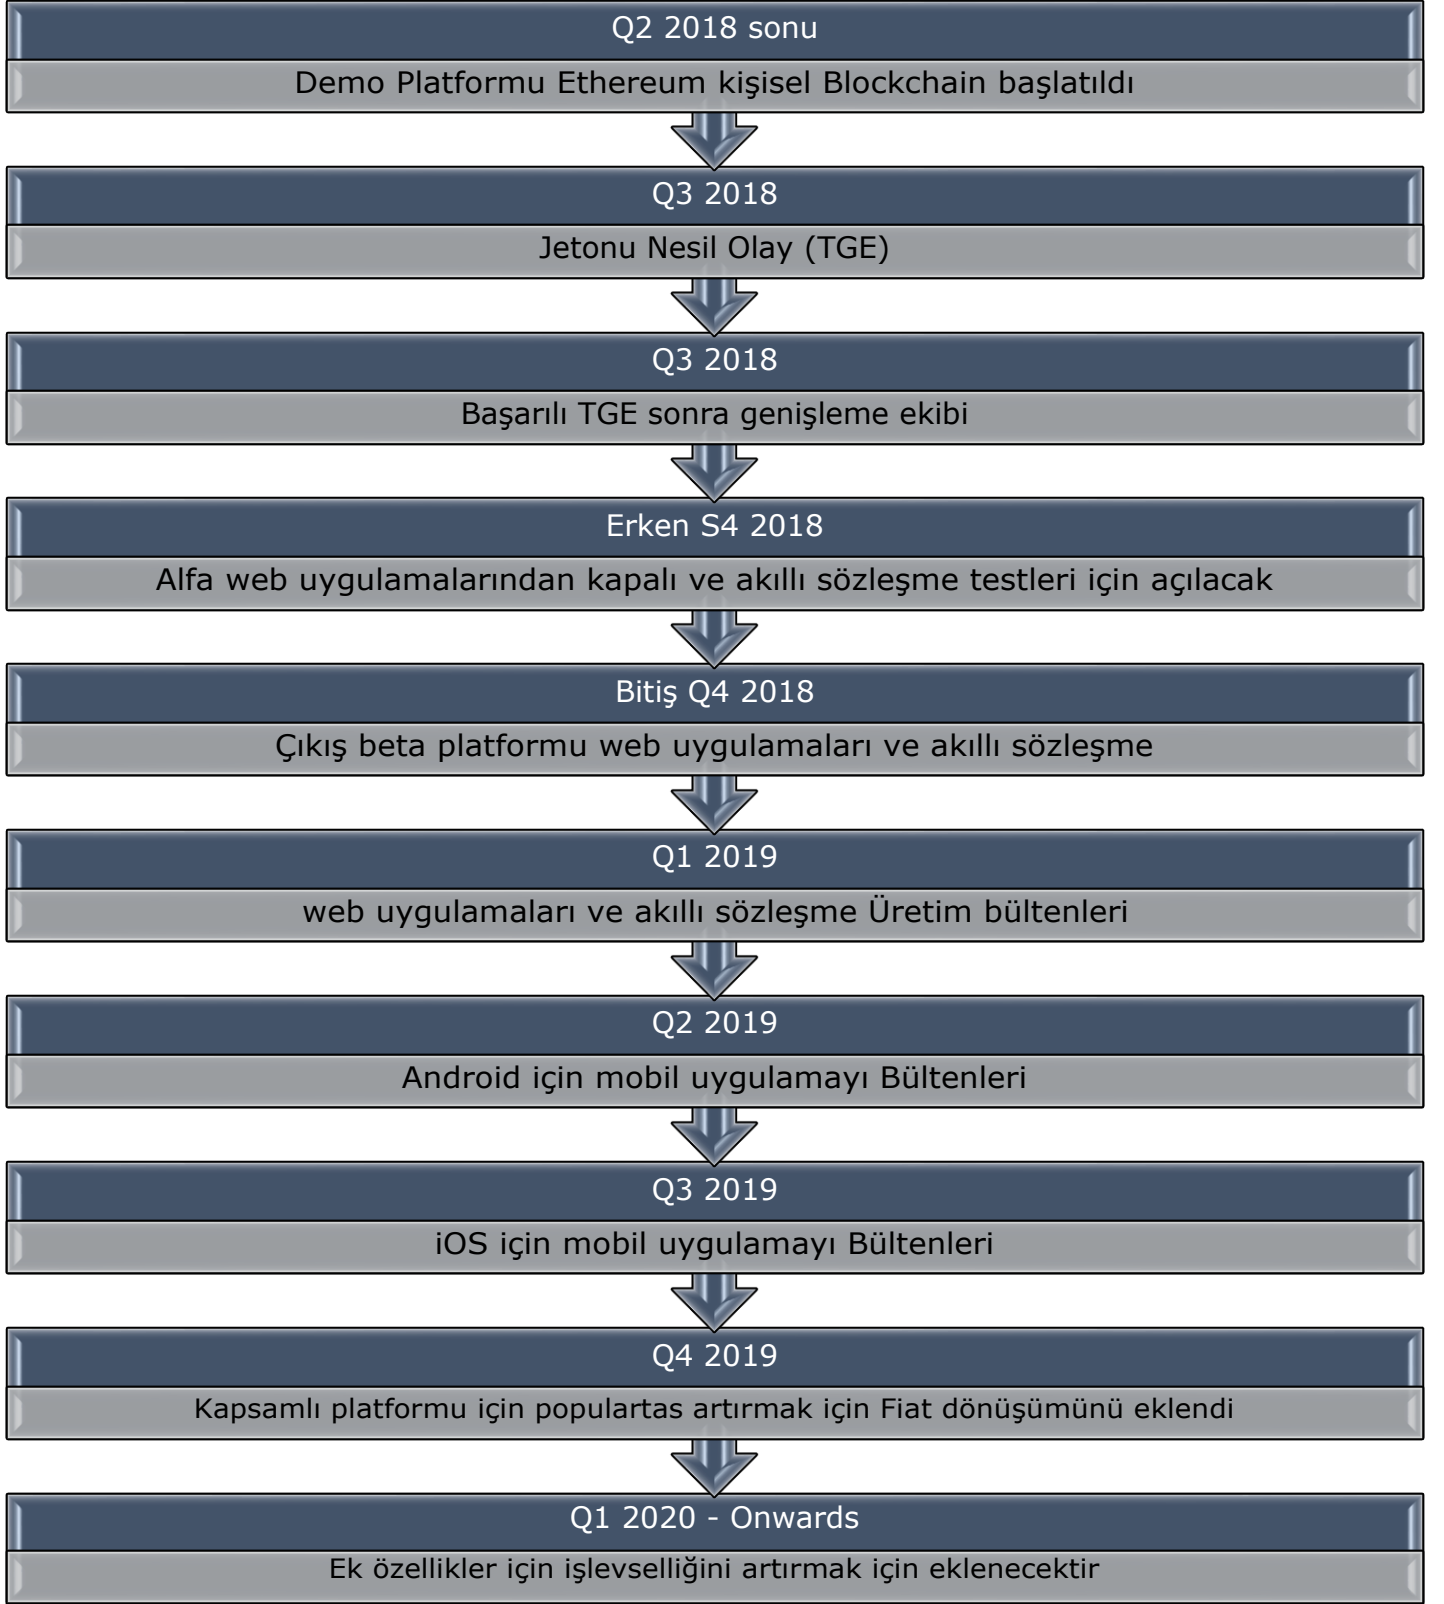 Q2 2018 sonu
Demo Platformu Ethereum kişisel Blockchain başlatıldı
Q3 2018
Jetonu Nesil Olay (TGE)
Q3 2018
Başarılı TGE sonra genişleme ekibi
Erken S4 2018
Alfa web uygulamalarından kapalı ve akıllı sözleşme testleri için açılacak
Bitiş Q4 2018
Çıkış beta platformu web uygulamaları ve akıllı sözleşme
Q1 2019
web uygulamaları ve akıllı sözleşme Üretim bültenleri
Q2 2019
Android için mobil uygulamayı Bültenleri
Q3 2019
iOS için mobil uygulamayı Bültenleri
Q4 2019
Kapsamlı platformu için populartas artırmak için Fiat dönüşümünü eklendi
Q1 2020 - Onwards
Ek özellikler için işlevselliğini artırmak için eklenecektir